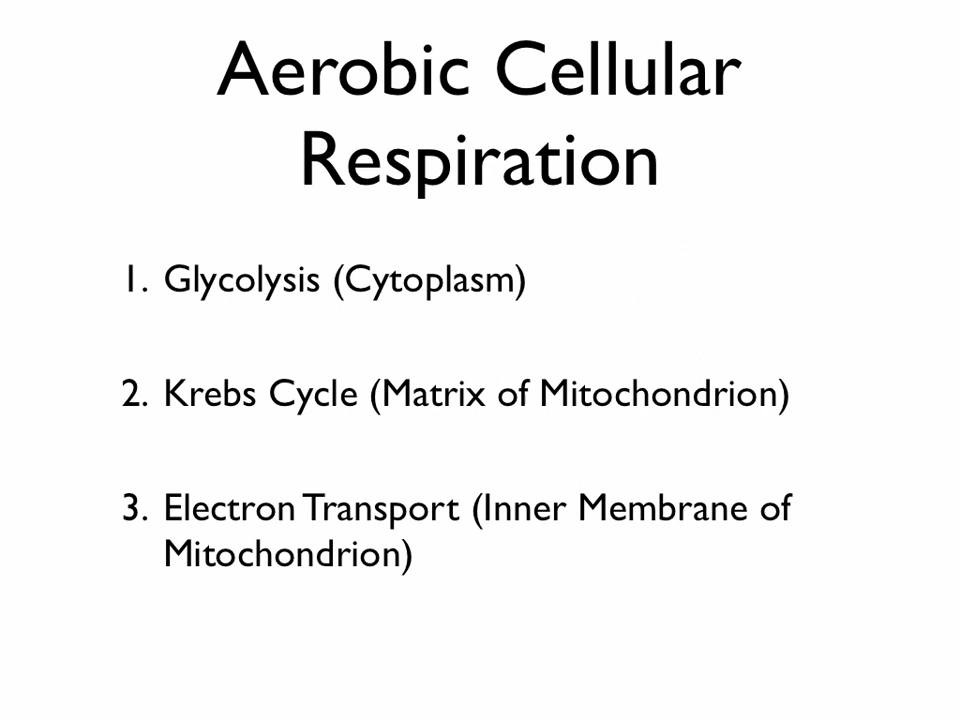 Aerobic Cellular
Respiration
1. Glycolysis (Cytoplasm)
2. Krebs Cycle (Matrix of Mitochondrion)
3. Electron Transport (Inner Membrane of
Mitochondrion)